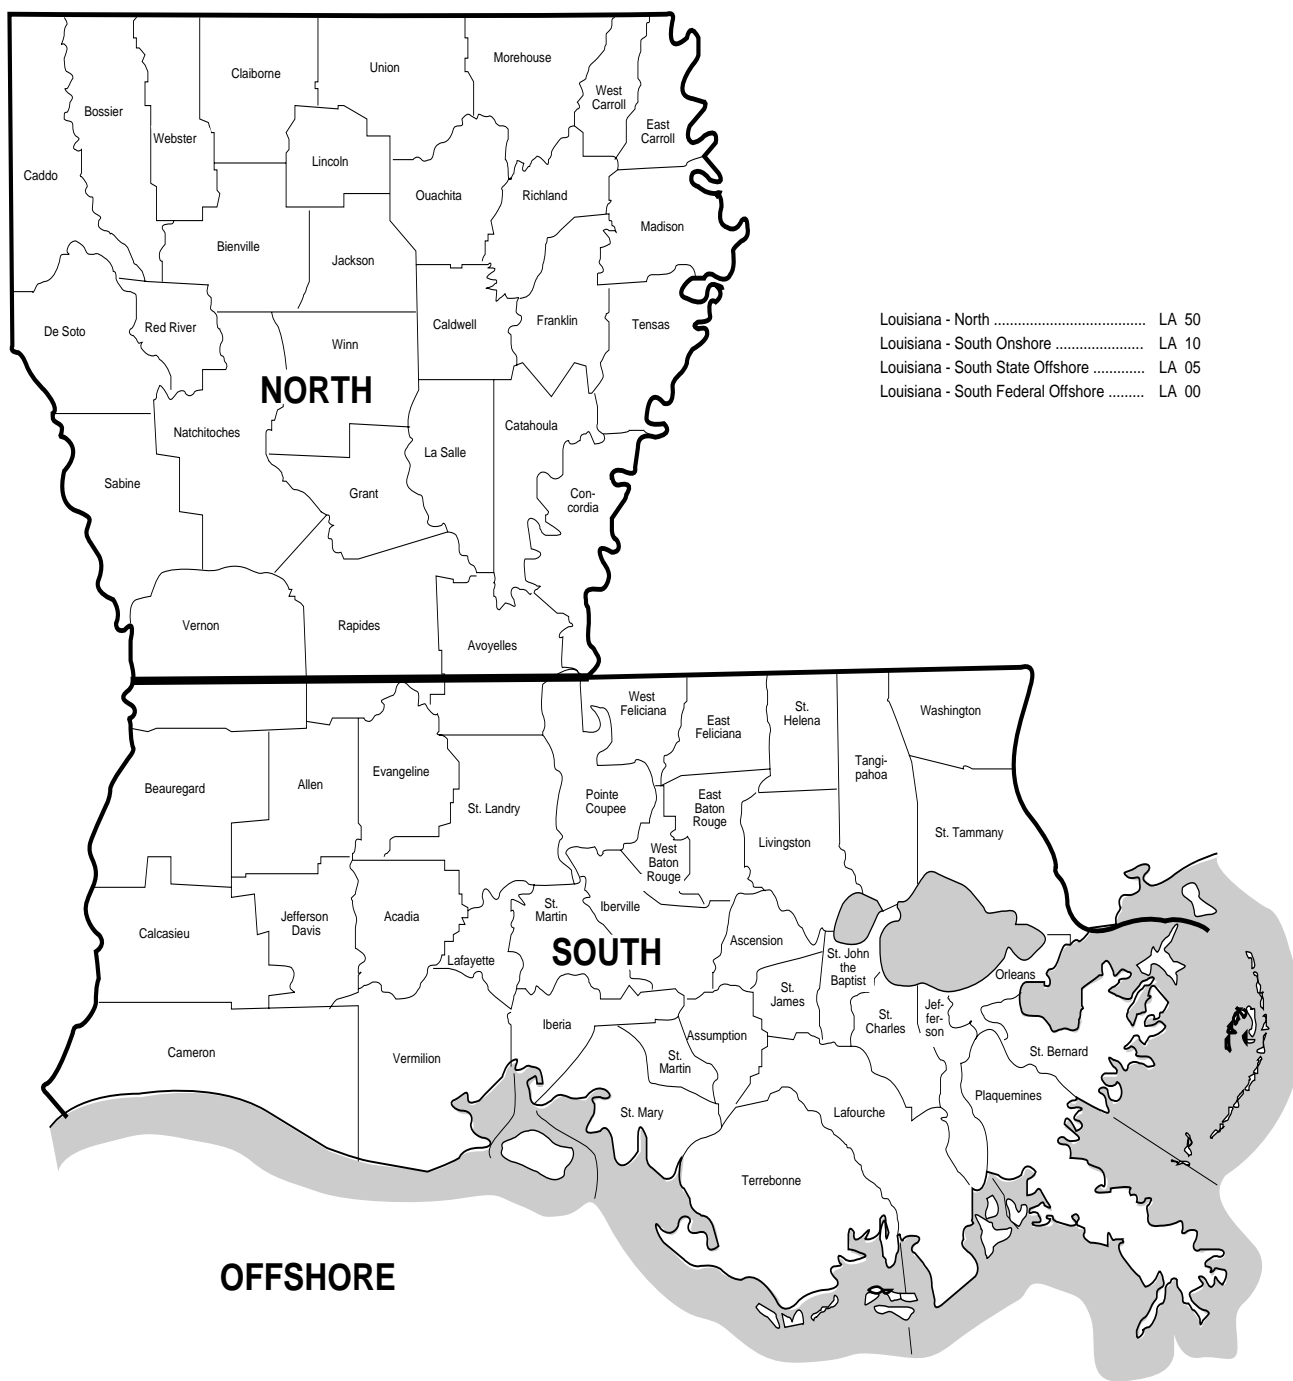 Morehouse
Union
Claiborne
West
Carroll
Bossier
East
Carroll
Webster
Lincoln
Caddo
Ouachita
Richland
Madison
Bienville
Jackson
De Soto
Red River
Caldwell
Franklin
Tensas
Winn
NORTH
Natchitoches
Catahoula
La Salle
Sabine
Grant
Con-
cordia
Vernon
Rapides
Avoyelles
Louisiana - North ...................................... LA 50
Louisiana - South Onshore ...................... LA 10
Louisiana - South State Offshore ............. LA 05
Louisiana - South Federal Offshore ......... LA 00
West
Feliciana
East
Feliciana
St.
Helena
Washington
Tangi-
pahoa
Beauregard
Allen
Evangeline
St. Landry
Pointe
Coupee
East
Baton
Rouge
West
Baton
Rouge
Livingston
St. Tammany
Calcasieu
Jefferson
Davis
Acadia
Lafayette
St.
Martin
Iberville
SOUTH
Ascension
St. John
the
Baptist
St.
James
Orleans
St.
Charles
Jef-
fer-
son
Cameron
Vermilion
Iberia
St.
Martin
Assumption
St. Bernard
St. Mary
Lafourche
Plaquemines
Terrebonne
OFFSHORE